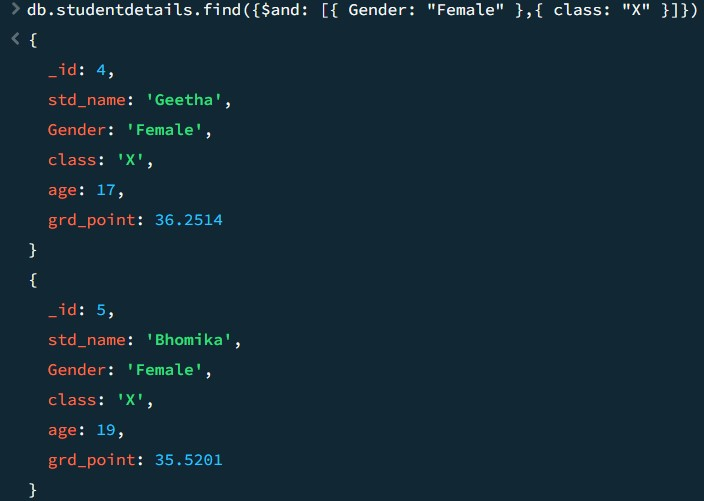 > db.studentdetails.find({$and: [{ Gender: "Female" },{ class: "X" }]})
< {
_id: 4,
std_name: 'Geetha',
Gender: 'Female',
class: 'X',
age: 17,
grd_point: 36.2514
}
{
_id: 5,
std_name: 'Bhomika',
Gender: 'Female',
class: 'X',
age: 19,
grd_point: 35.5201
}